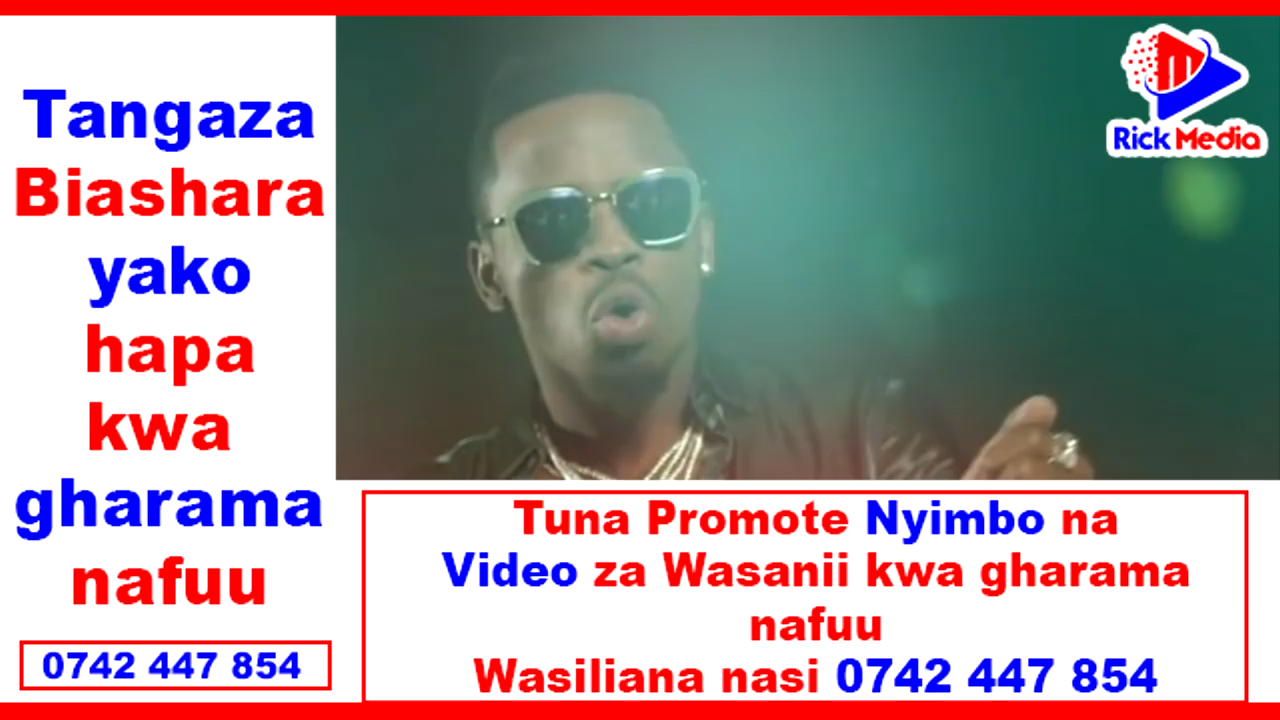 Tangaza
Biashara
yako
hapa
kwa
gharama
nafuu
0742 447 854
Rick Media
Tuna Promote Nyimbo na
Video za Wasanii kwa gharama
nafuu
Wasiliana nasi 0742 447 854